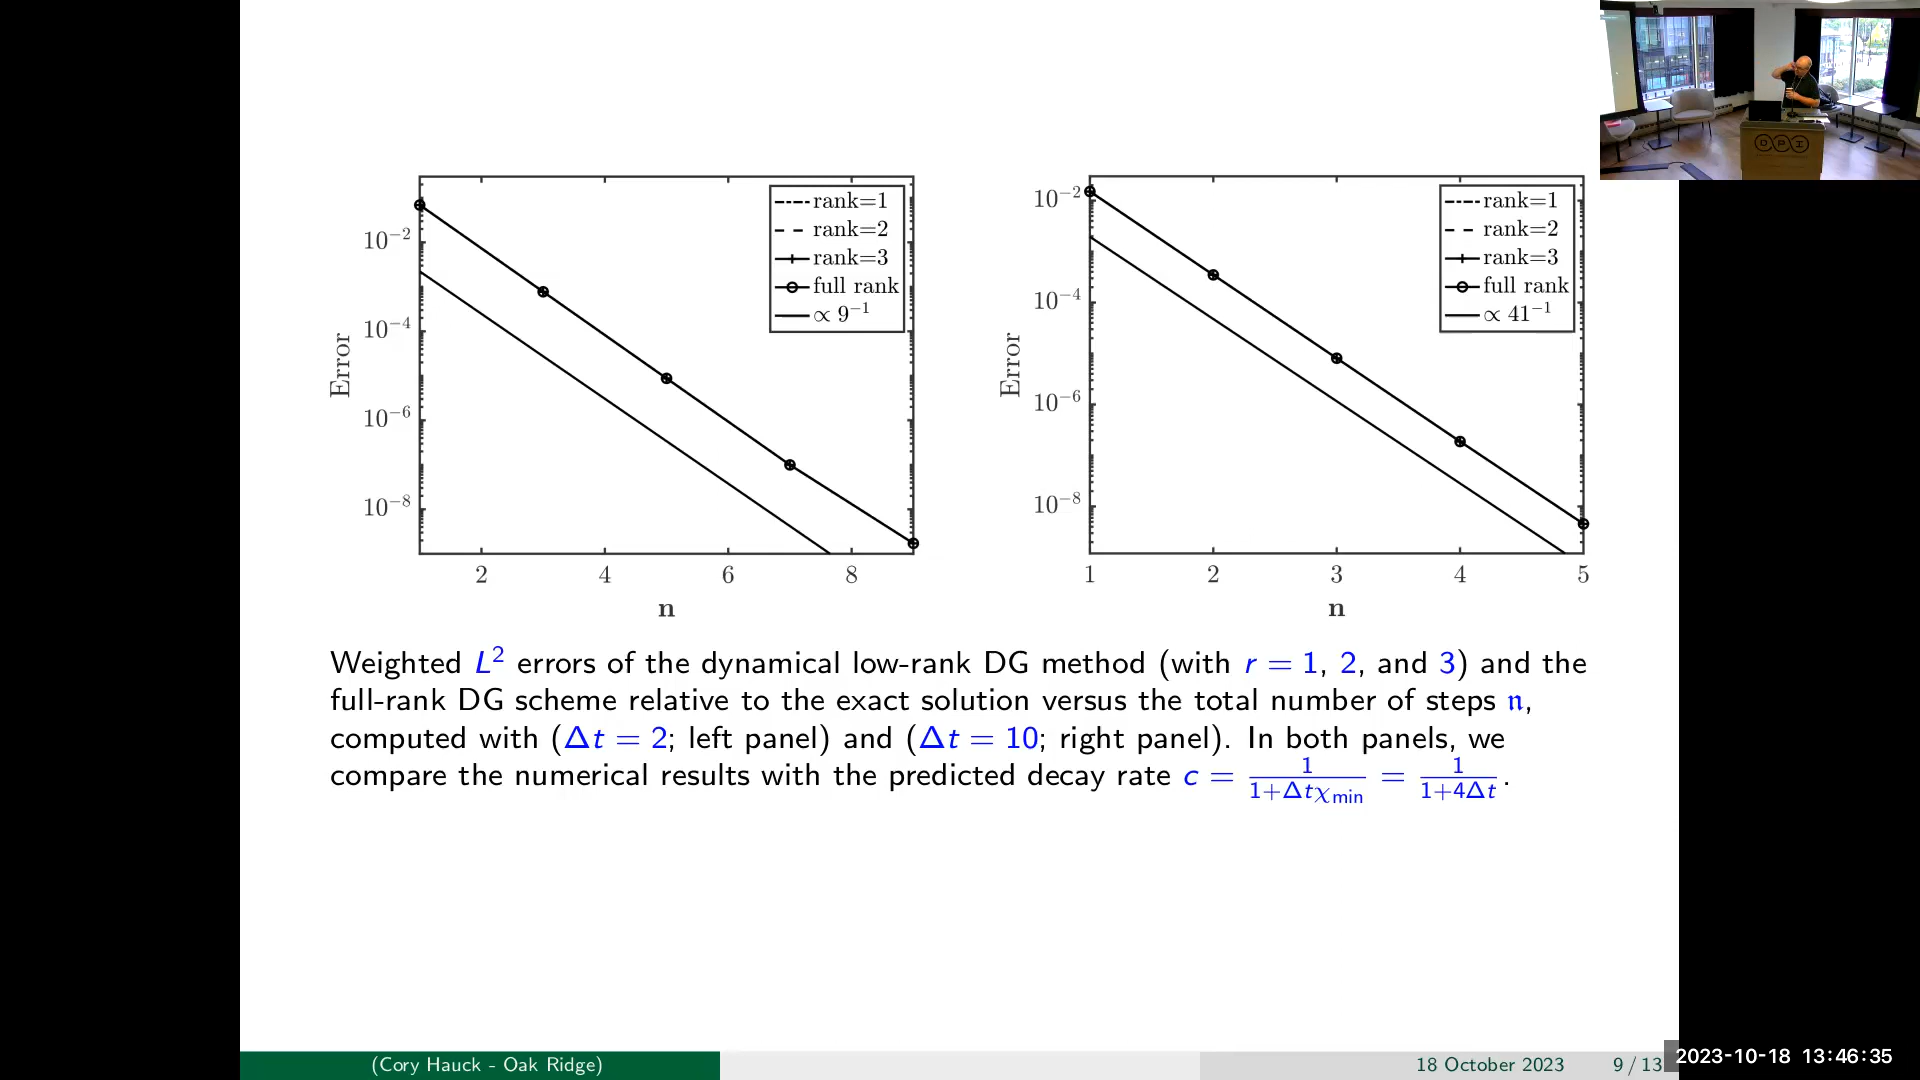 10⁻²
10⁻⁴
10⁻⁶
10⁻⁸
Error
2 4 6 8
n
rank=1
rank=2
rank=3
full rank
∝ 9⁻¹
10⁻²
10⁻⁴
10⁻⁶
10⁻⁸
Error
1 2 3 4 5
n
rank=1
rank=2
rank=3
full rank
∝ 41⁻¹
Weighted L² errors of the dynamical low-rank DG method (with r = 1, 2, and 3) and the
full-rank DG scheme relative to the exact solution versus the total number of steps 𝔫,
computed with (Δt = 2; left panel) and (Δt = 10; right panel). In both panels, we
compare the numerical results with the predicted decay rate c = 1/(1+Δtχ_min) = 1/(1+4Δt).
OPI
(Cory Hauck - Oak Ridge) 18 October 2023 9 / 13
2023-10-18 13:46:35